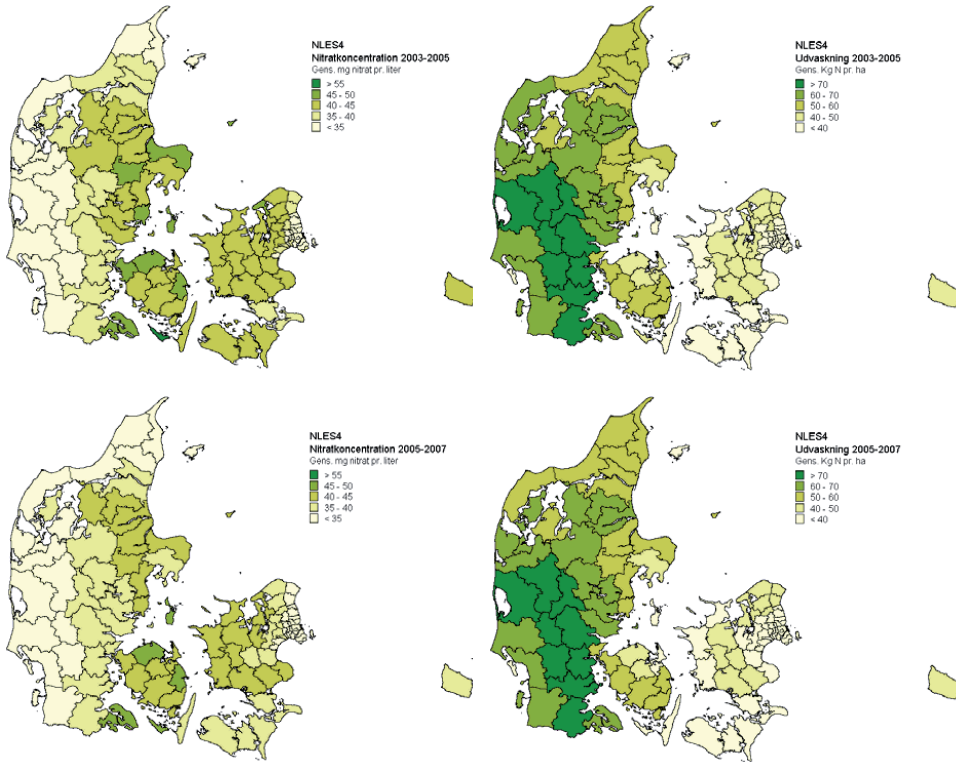 NLES4
Nitratkoncentration 2003-2005
Gens. mg nitrat pr. liter
> 55
45 - 50
40 - 45
35 - 40
< 35
NLES4
Udvaskning 2003-2005
Gens. Kg N pr. ha
> 70
60 - 70
50 - 60
40 - 50
< 40
NLES4
Nitratkoncentration 2005-2007
Gens. mg nitrat pr. liter
> 55
45 - 50
40 - 45
35 - 40
< 35
NLES4
Udvaskning 2005-2007
Gens. Kg N pr. ha
> 70
60 - 70
50 - 60
40 - 50
< 40